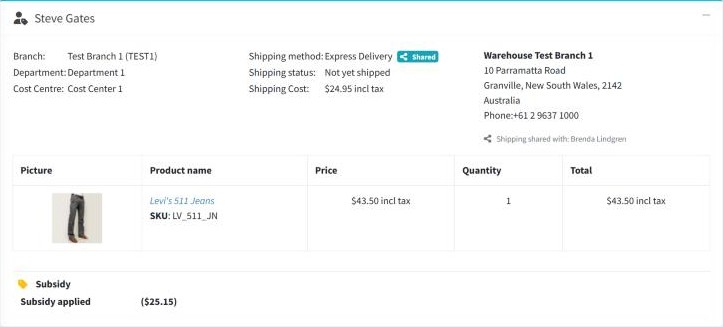 Steve Gates
Branch: Test Branch 1 (TEST1)
Department: Department 1
Cost Centre: Cost Center 1
Shipping method: Express Delivery Shared
Shipping status: Not yet shipped
Shipping Cost: $24.95 incl tax
Warehouse Test Branch 1
10 Parramatta Road
Granville, New South Wales, 2142
Australia
Phone:+61 2 9637 1000
Shipping shared with: Brenda Lindgren
Picture Product name Price Quantity Total
Levi's 511 Jeans $43.50 incl tax 1 $43.50 incl tax
SKU: LV_511_JN
Subsidy
Subsidy applied ($25.15)